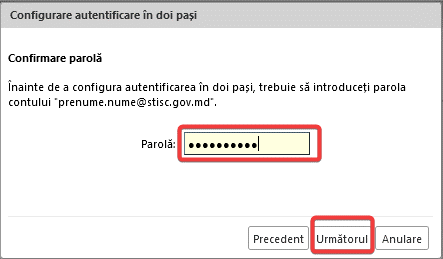 Configurare autentificare în doi pași
Confirmare parolă
Înainte de a configura autentificarea în doi pași, trebuie să introduceți parola
contului "prenume.nume@stisc.gov.md".
Parolă: ●●●●●●●●●●
Precedent Următorul Anulare